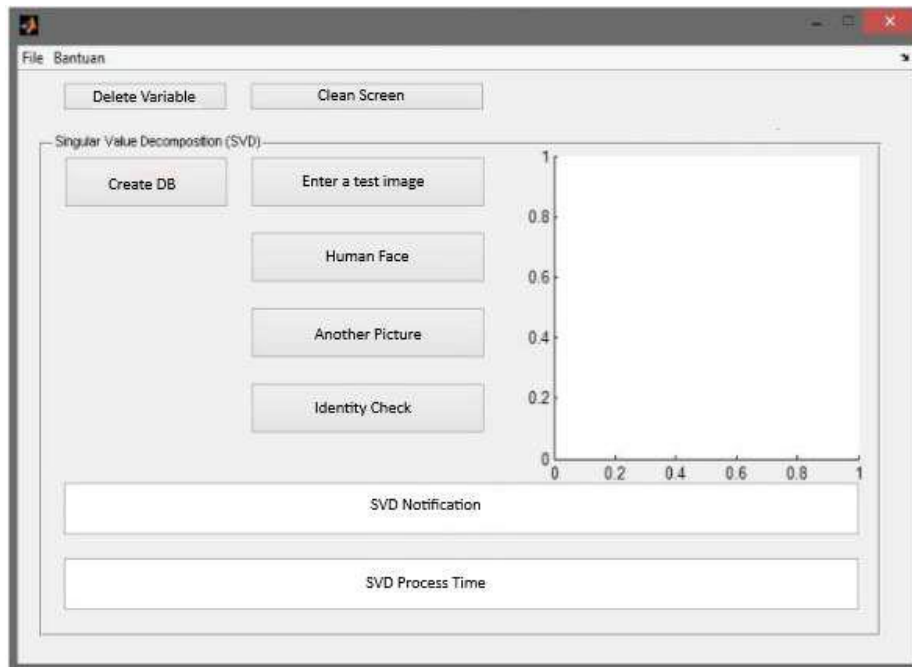 File Bantuan
Delete Variable Clean Screen
Singular Value Decomposition (SVD)
Create DB Enter a test image
Human Face
Another Picture
Identity Check
1
0.8
0.6
0.4
0.2
0
0 0.2 0.4 0.6 0.8 1
SVD Notification
SVD Process Time